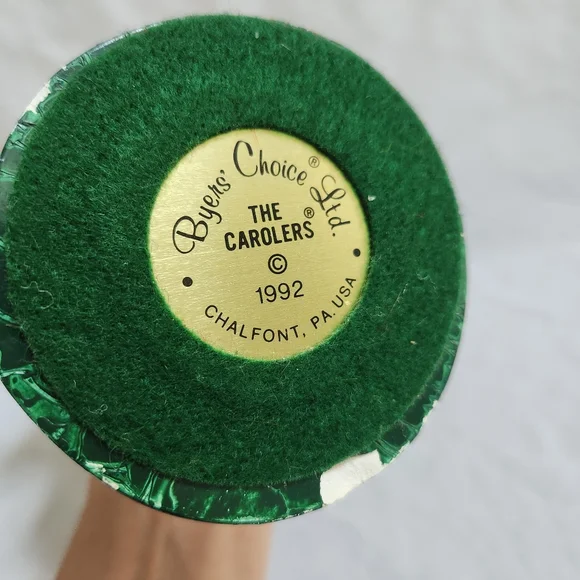 Byers' Choice® Ltd.
THE
CAROLERS®
©
1992
CHALFONT, PA. USA